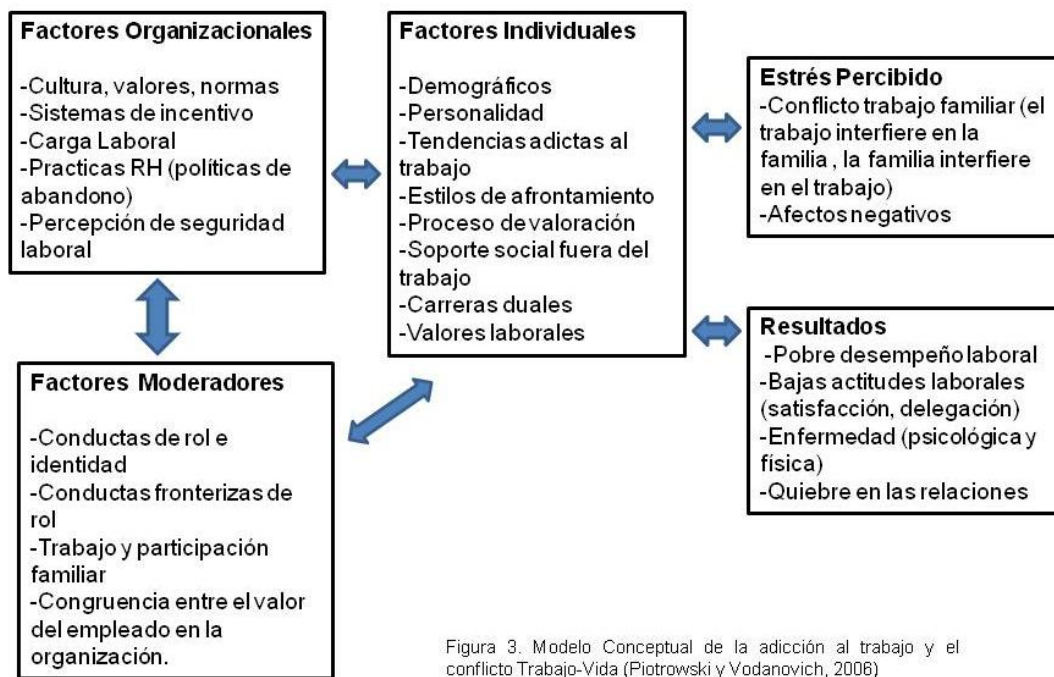 Factores Organizacionales
-Cultura, valores, normas
-Sistemas de incentivo
-Carga Laboral
-Practicas RH (políticas de
abandono)
-Percepción de seguridad
laboral
Factores Individuales
-Demográficos
-Personalidad
-Tendencias adictas al
trabajo
-Estilos de afrontamiento
-Proceso de valoración
-Soporte social fuera del
trabajo
-Carreras duales
-Valores laborales
Estrés Percibido
-Conflicto trabajo familiar (el
trabajo interfiere en la
familia , la familia interfiere
en el trabajo)
-Afectos negativos
Factores Moderadores
-Conductas de rol e
identidad
-Conductas fronterizas de
rol
-Trabajo y participación
familiar
-Congruencia entre el valor
del empleado en la
organización.
Resultados
-Pobre desempeño laboral
-Bajas actitudes laborales
(satisfacción, delegación)
-Enfermedad (psicológica y
física)
-Quiebre en las relaciones
Figura 3. Modelo Conceptual de la adicción al trabajo y el
conflicto Trabajo-Vida (Piotrowski y Vodanovich, 2006)